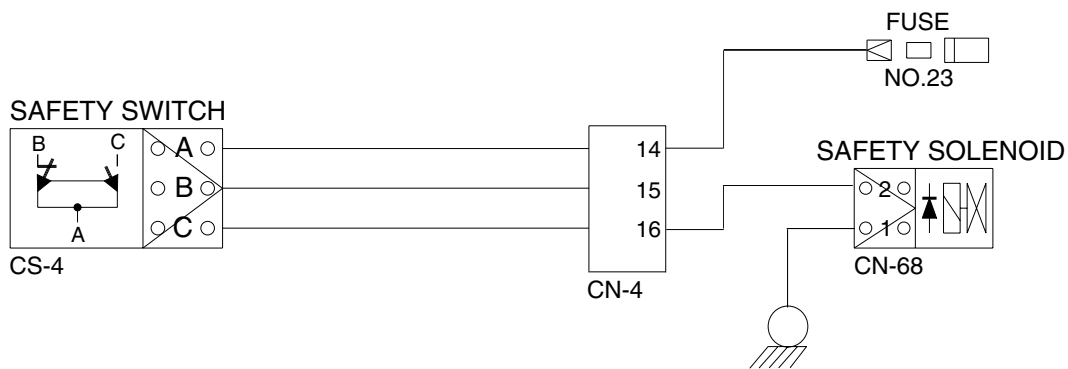 FUSE
NO.23
SAFETY SWITCH
B C
A
A
B
C
CS-4
14
15
16
CN-4
SAFETY SOLENOID
2
1
CN-68